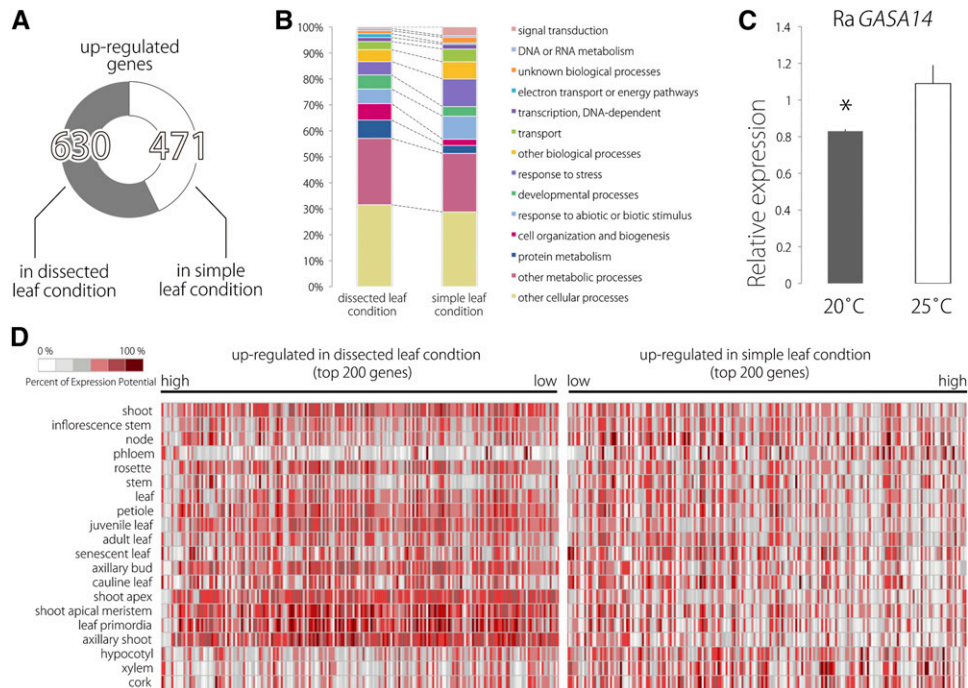 A
up-regulated
genes
630
471
in dissected
leaf condition
in simple
leaf condition
B
100%
90%
80%
70%
60%
50%
40%
30%
20%
10%
0%
dissected leaf
condition
simple leaf
condition
signal transduction
DNA or RNA metabolism
unknown biological processes
electron transport or energy pathways
transcription, DNA-dependent
transport
other biological processes
response to stress
developmental processes
response to abiotic or biotic stimulus
cell organization and biogenesis
protein metabolism
other metabolic processes
other cellular processes
C
Ra GASA14
Relative expression
1.4
1.2
1
0.8
0.6
0.4
0.2
0
*
20°C
25°C
D
0 %
100 %
Percent of Expression Potential
up-regulated in dissected leaf condtion
(top 200 genes)
high
low
up-regulated in simple leaf condtion
(top 200 genes)
low
high
shoot
inflorescence stem
node
phloem
rosette
stem
leaf
petiole
juvenile leaf
adult leaf
senescent leaf
axillary bud
cauline leaf
shoot apex
shoot apical meristem
leaf primordia
axillary shoot
hypocotyl
xylem
cork